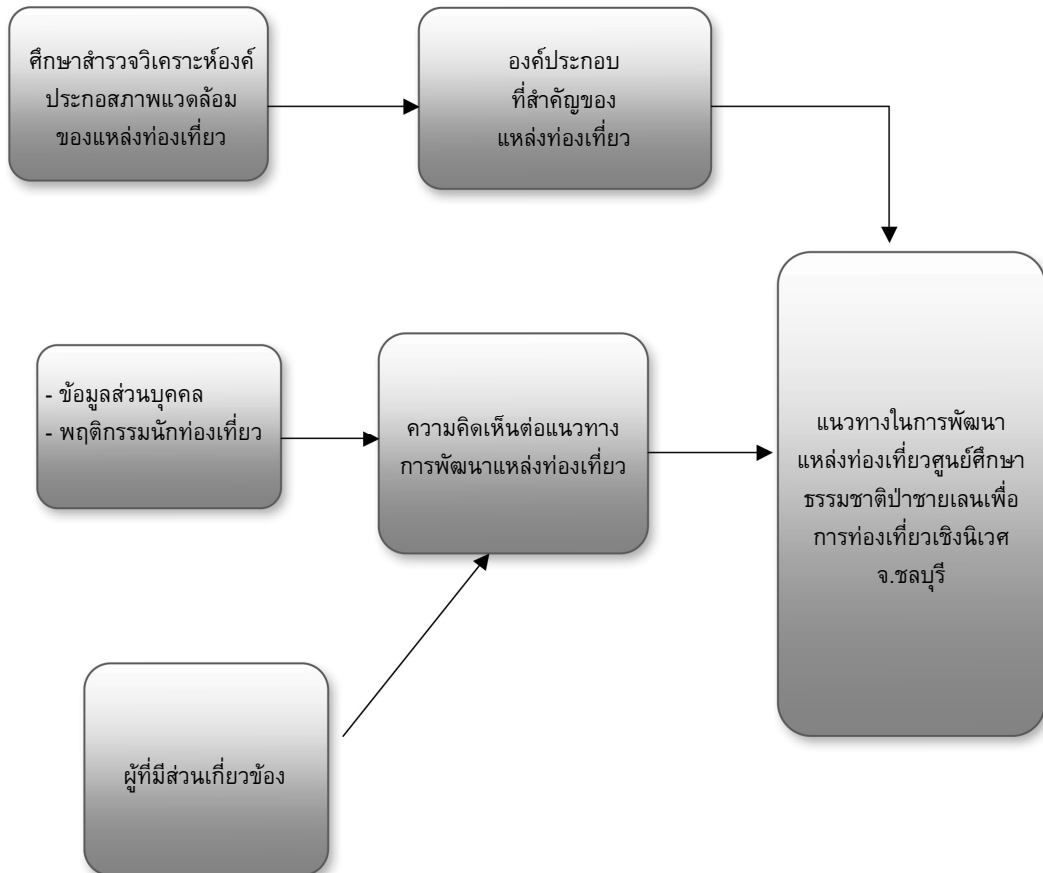 ศึกษาสำรวจวิเคราะห์องค์
ประกอสภาพแวดล้อม
ของแหล่งท่องเที่ยว
องค์ประกอบ
ที่สำคัญของ
แหล่งท่องเที่ยว
- ข้อมูลส่วนบุคคล
- พฤติกรรมนักท่องเที่ยว
ความคิดเห็นต่อแนวทาง
การพัฒนาแหล่งท่องเที่ยว
แนวทางในการพัฒนา
แหล่งท่องเที่ยวศูนย์ศึกษา
ธรรมชาติป่าชายเลนเพื่อ
การท่องเที่ยวเชิงนิเวศ
จ.ชลบุรี
ผู้ที่มีส่วนเกี่ยวข้อง